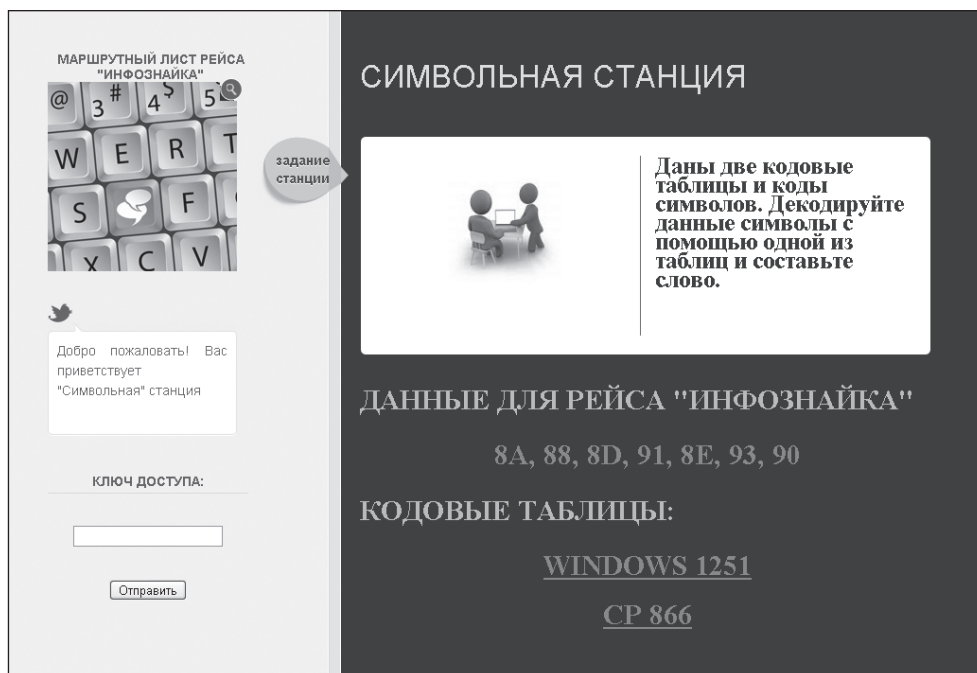 МАРШРУТНЫЙ ЛИСТ РЕЙСА
"ИНФОЗНАЙКА"
@ 3 # 4 $ 5
W E R T
S F
X C V
Добро пожаловать! Вас
приветствует
"Символьная" станция
КЛЮЧ ДОСТУПА:
Отправить
задание
станции
СИМВОЛЬНАЯ СТАНЦИЯ
Даны две кодовые
таблицы и коды
символов. Декодируйте
данные символы с
помощью одной из
таблиц и составьте
слово.
ДАННЫЕ ДЛЯ РЕЙСА "ИНФОЗНАЙКА"
8A, 88, 8D, 91, 8E, 93, 90
КОДОВЫЕ ТАБЛИЦЫ:
WINDOWS 1251
CP 866